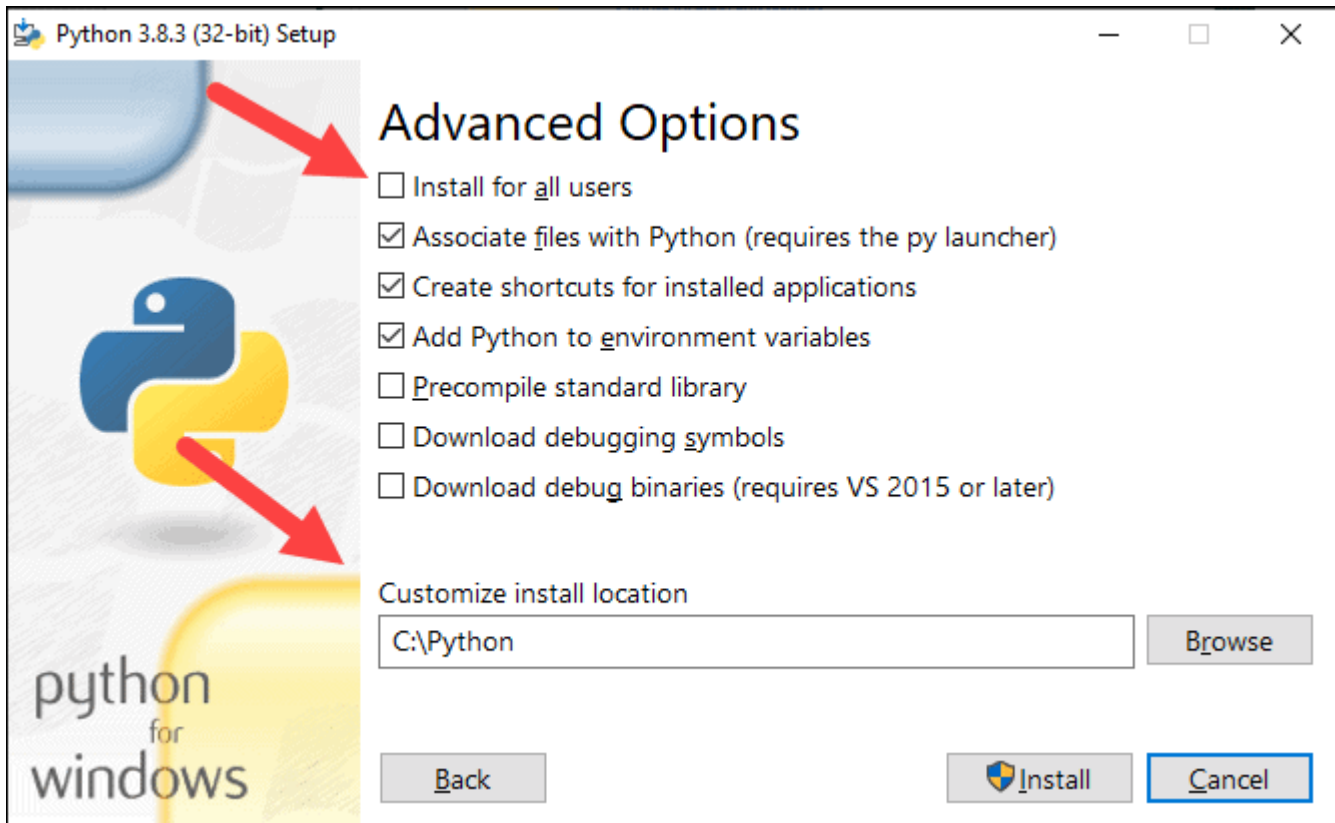 Python 3.8.3 (32-bit) Setup
Advanced Options
Install for all users
Associate files with Python (requires the py launcher)
Create shortcuts for installed applications
Add Python to environment variables
Precompile standard library
Download debugging symbols
Download debug binaries (requires VS 2015 or later)
Customize install location
C:\Python
Browse
python
for
windows
Back
Install
Cancel